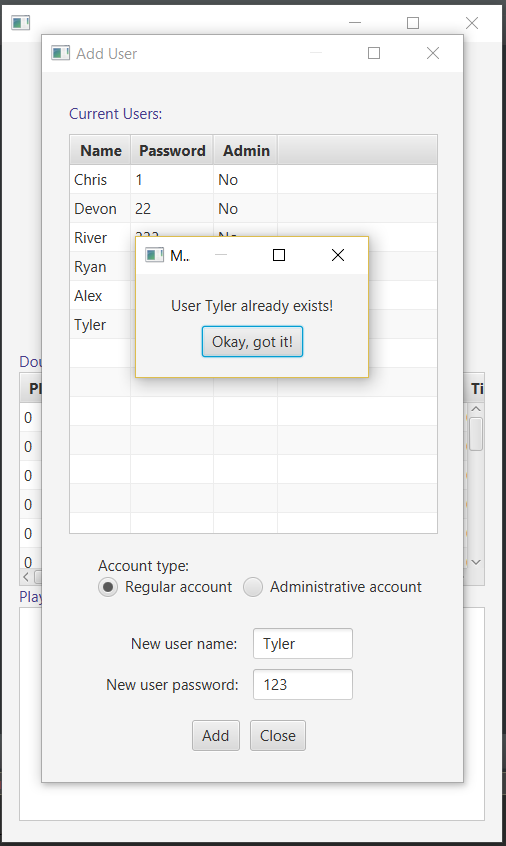 Add User
Current Users:
Name Password Admin
Chris 1 No
Devon 22 No
River
Ryan
Alex
Tyler
M..
User Tyler already exists!
Okay, got it!
Dou
Pl Ti
0
0
0
0
0
0
Play
Account type:
Regular account Administrative account
New user name: Tyler
New user password: 123
Add Close